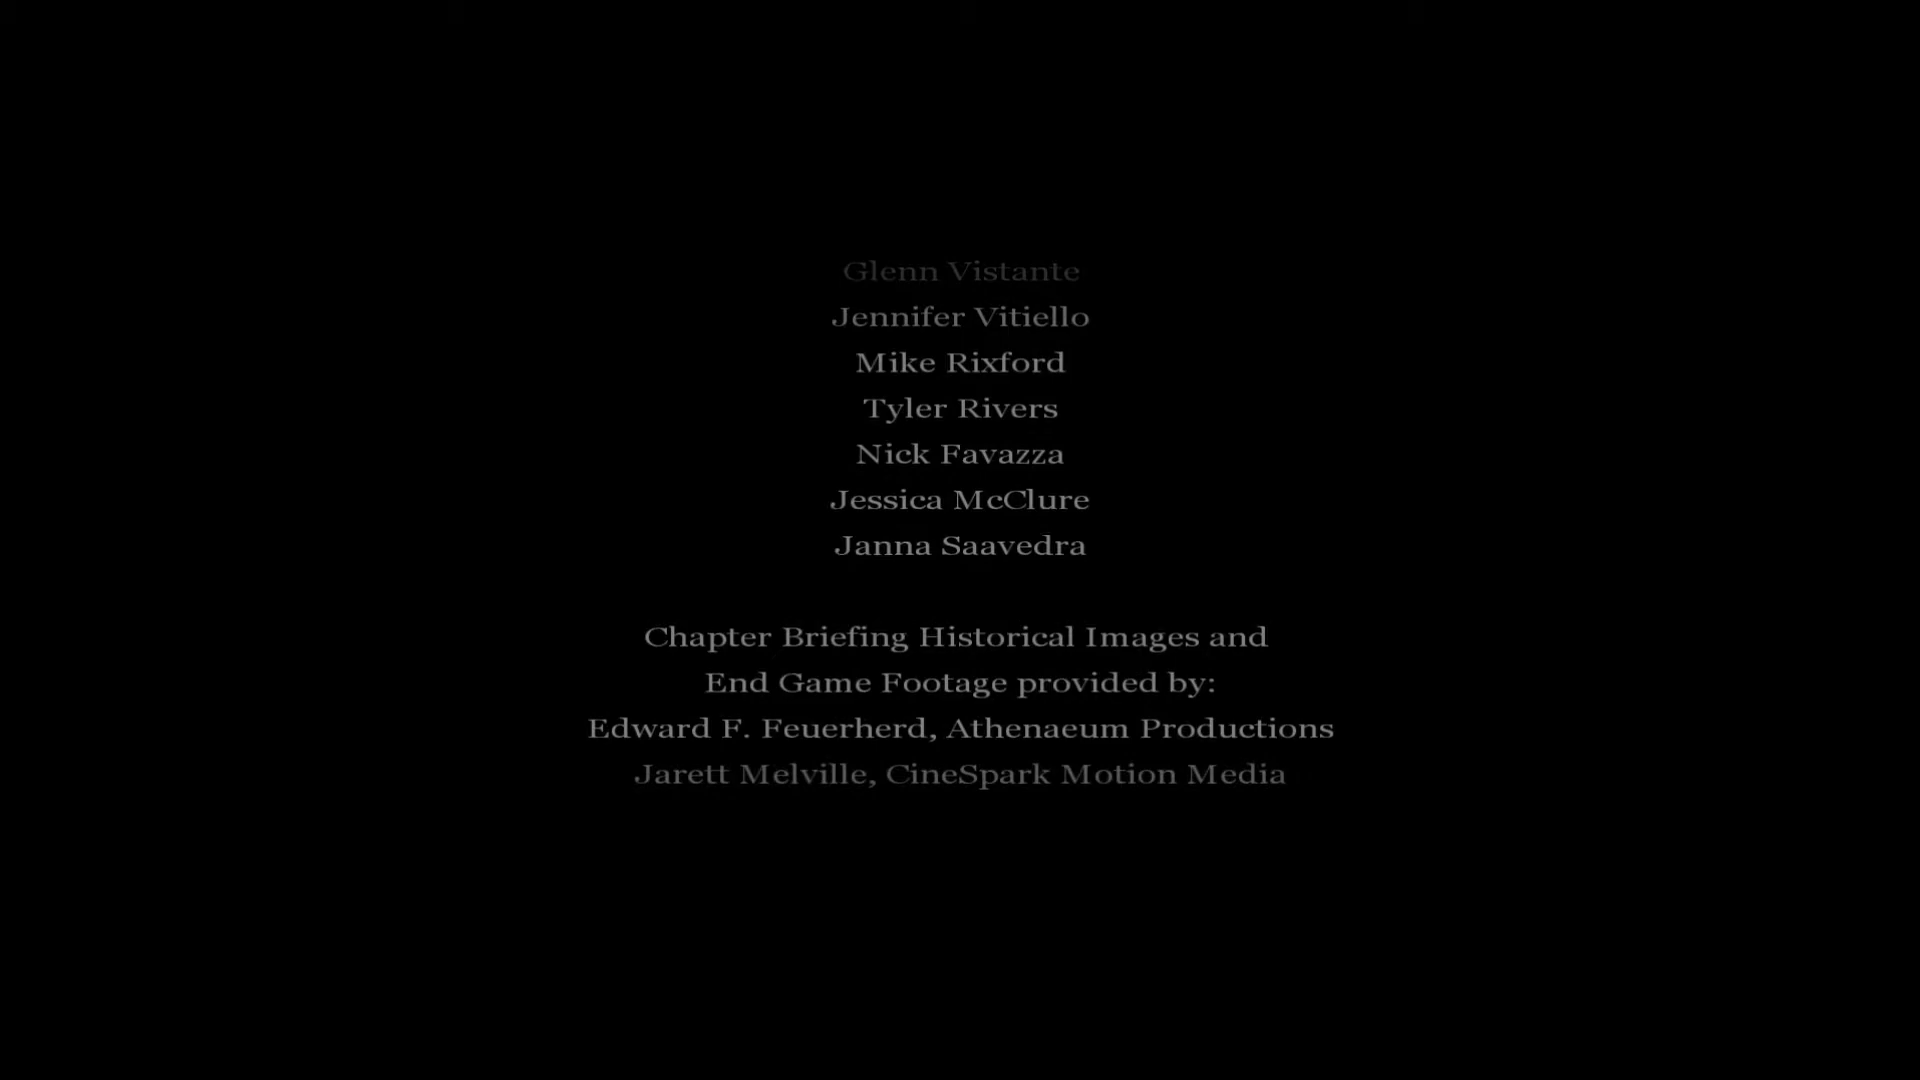 Glenn Vistante
Jennifer Vitiello
Mike Rixford
Tyler Rivers
Nick Favazza
Jessica McClure
Janna Saavedra
Chapter Briefing Historical Images and
End Game Footage provided by:
Edward F. Feuerherd, Athenaeum Productions
Jarett Melville, CineSpark Motion Media